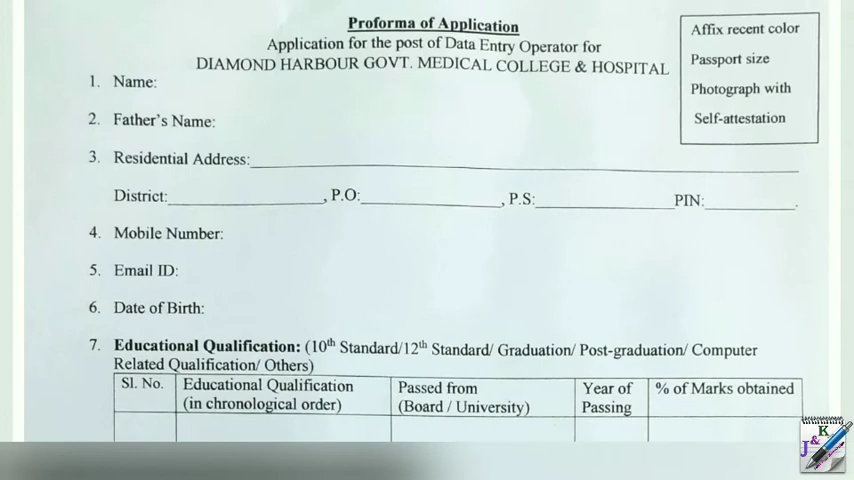 Proforma of Application
Application for the post of Data Entry Operator for
DIAMOND HARBOUR GOVT. MEDICAL COLLEGE & HOSPITAL
Affix recent color
Passport size
Photograph with
Self-attestation
1. Name:
2. Father's Name:
3. Residential Address:
District: , P.O: , P.S: PIN: .
4. Mobile Number:
5. Email ID:
6. Date of Birth:
7. Educational Qualification: (10th Standard/12th Standard/ Graduation/ Post-graduation/ Computer
Related Qualification/ Others)
Sl. No. Educational Qualification (in chronological order) Passed from (Board / University) Year of Passing % of Marks obtained
J&K